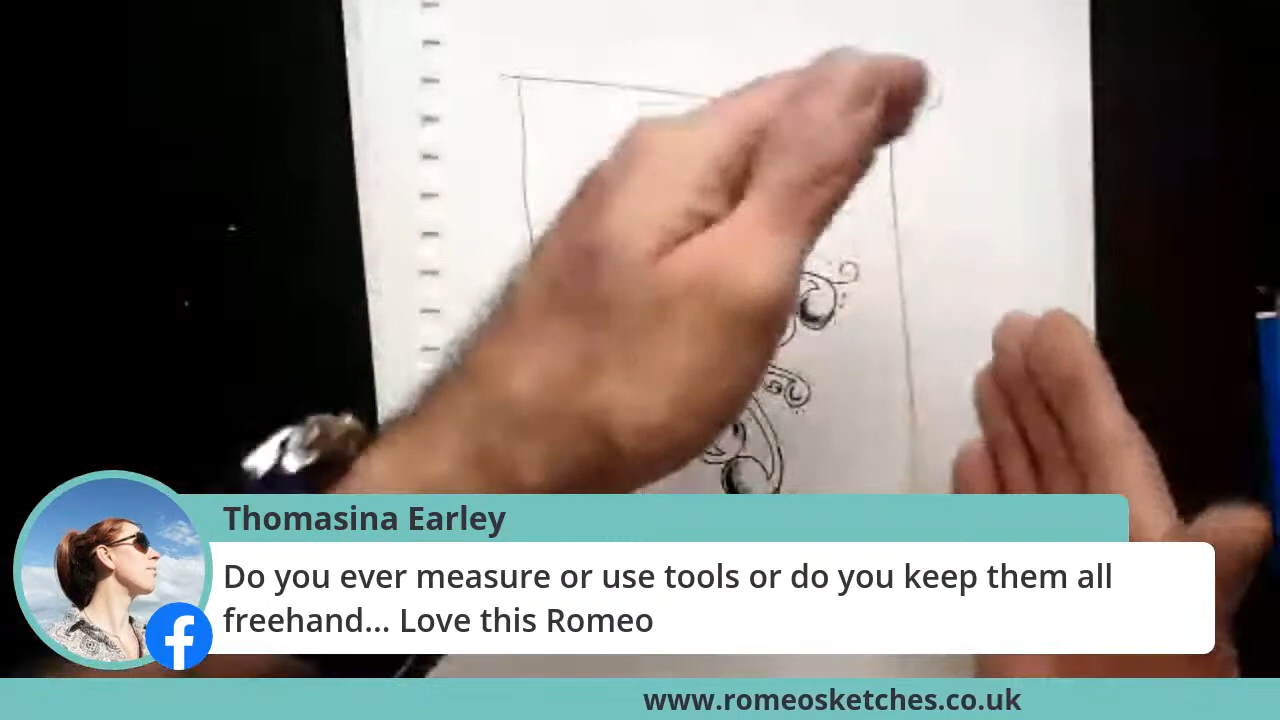 Thomasina Earley
Do you ever measure or use tools or do you keep them all
freehand... Love this Romeo
www.romeosketches.co.uk